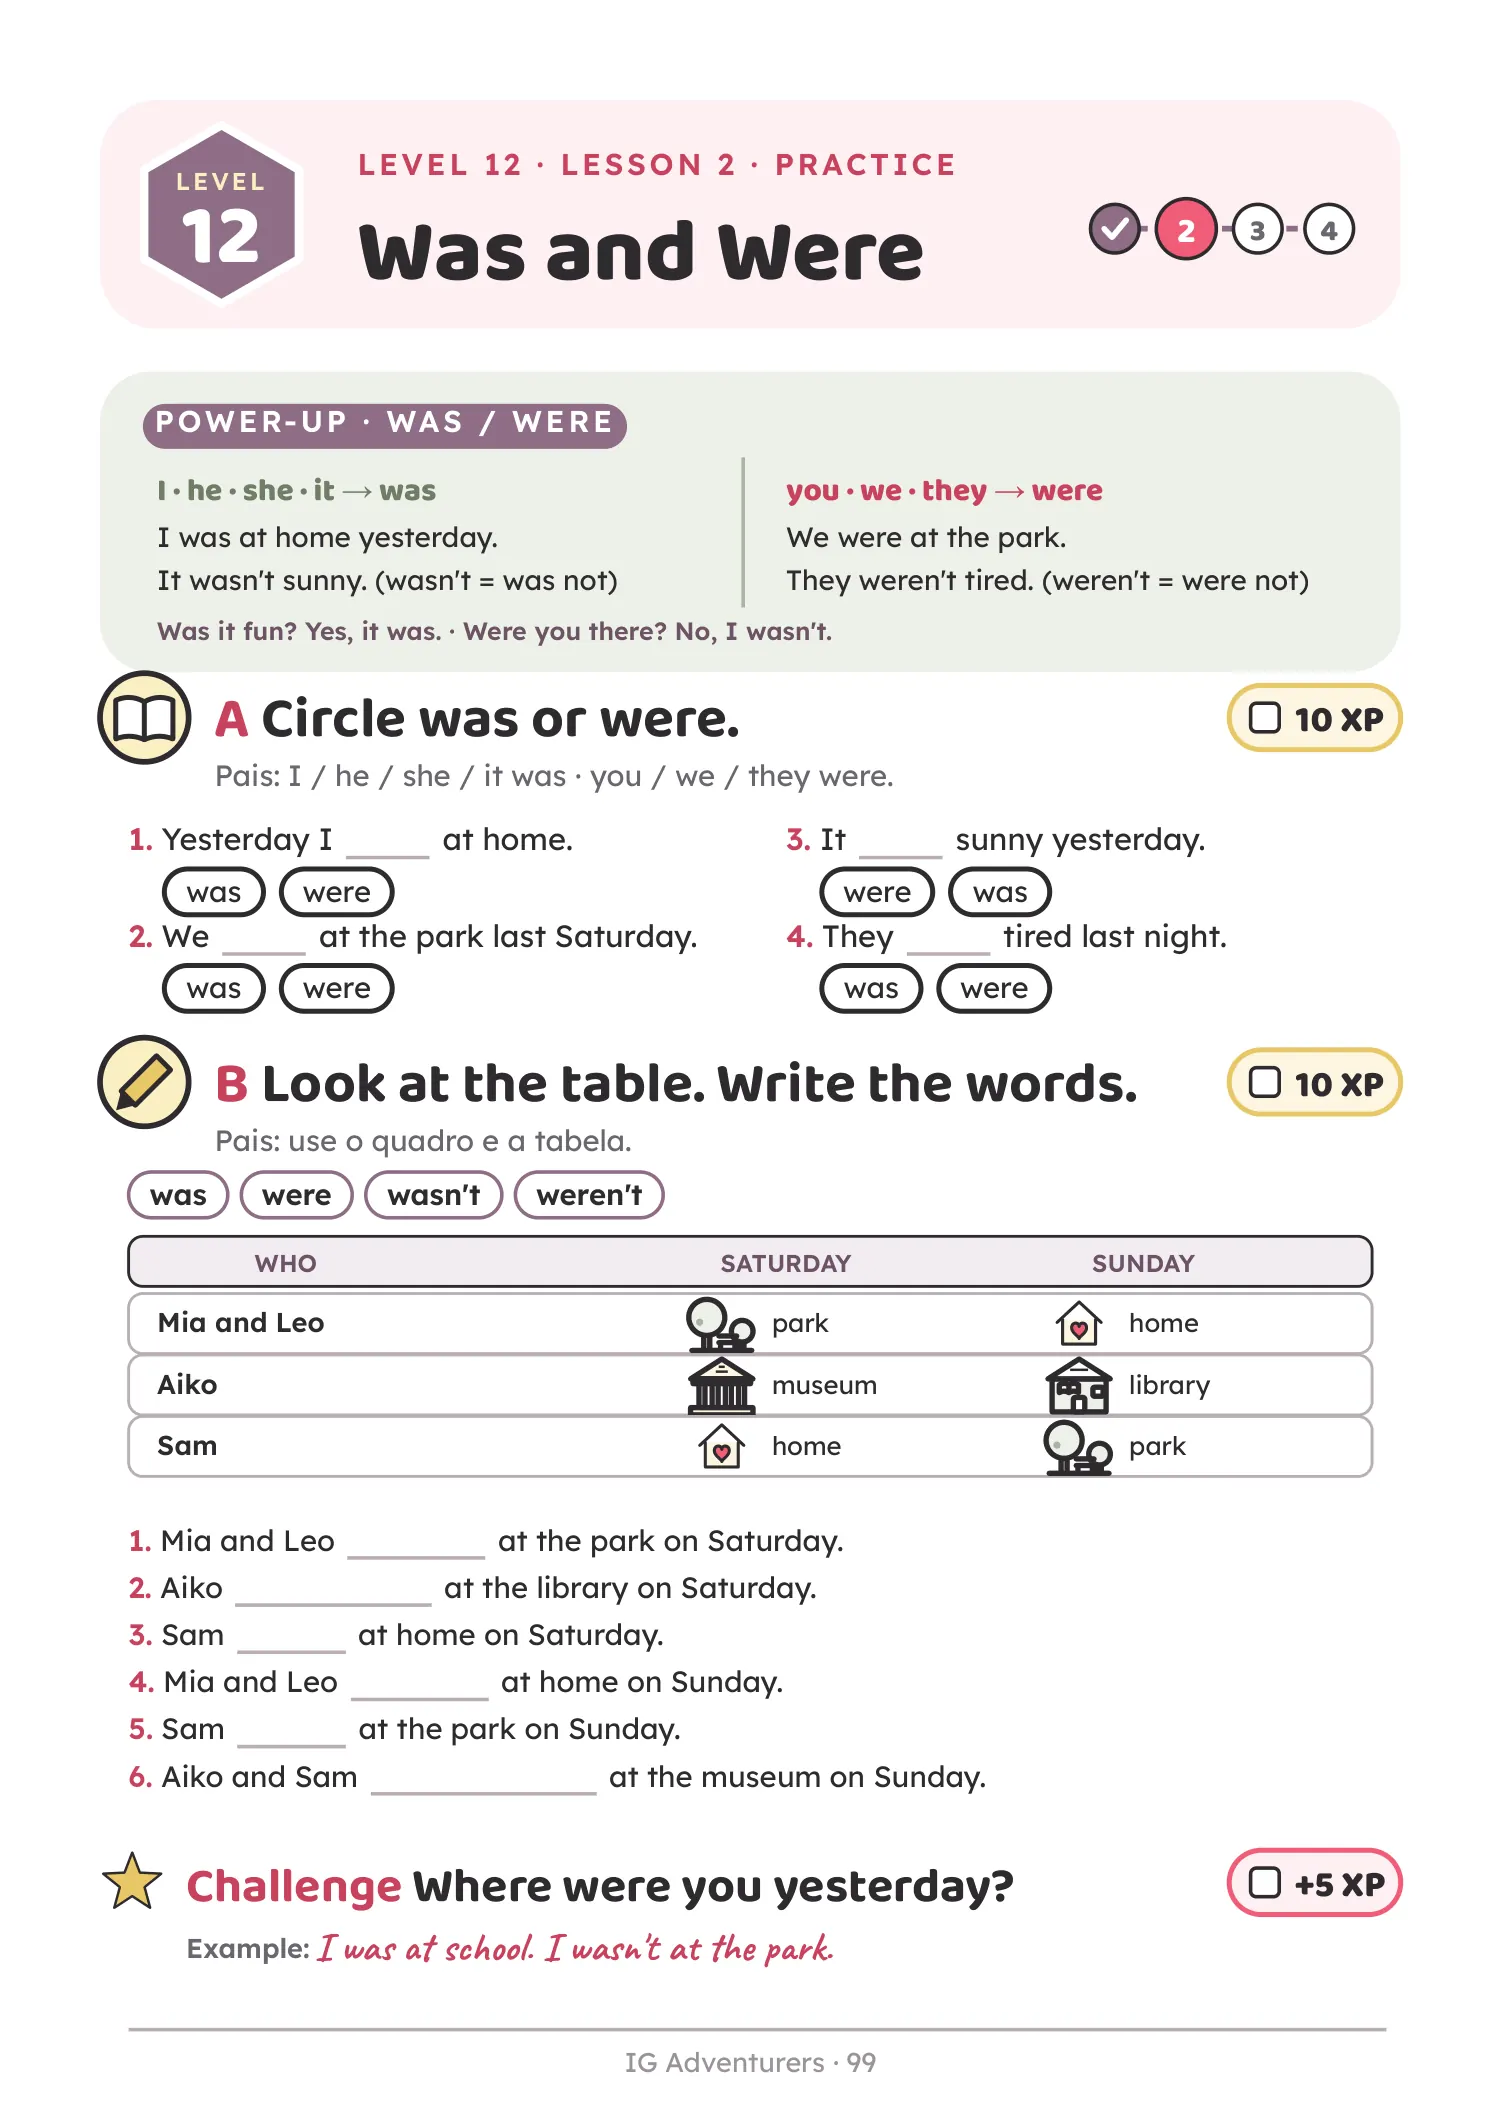 LEVEL
12
LEVEL 12 · LESSON 2 · PRACTICE
Was and Were
2
3
4
POWER-UP · WAS / WERE
I · he · she · it → was
I was at home yesterday.
It wasn't sunny. (wasn't = was not)
you · we · they → were
We were at the park.
They weren't tired. (weren't = were not)
Was it fun? Yes, it was. · Were you there? No, I wasn't.
A Circle was or were.
10 XP
Pais: I / he / she / it was · you / we / they were.
1. Yesterday I _____ at home.
was were
2. We _____ at the park last Saturday.
was were
3. It _____ sunny yesterday.
were was
4. They _____ tired last night.
was were
B Look at the table. Write the words.
10 XP
Pais: use o quadro e a tabela.
was were wasn't weren't
WHO SATURDAY SUNDAY
Mia and Leo park home
Aiko museum library
Sam home park
1. Mia and Leo ________ at the park on Saturday.
2. Aiko ____________ at the library on Saturday.
3. Sam ______ at home on Saturday.
4. Mia and Leo ________ at home on Sunday.
5. Sam ______ at the park on Sunday.
6. Aiko and Sam ______________ at the museum on Sunday.
Challenge Where were you yesterday?
+5 XP
Example: I was at school. I wasn't at the park.
IG Adventurers · 99